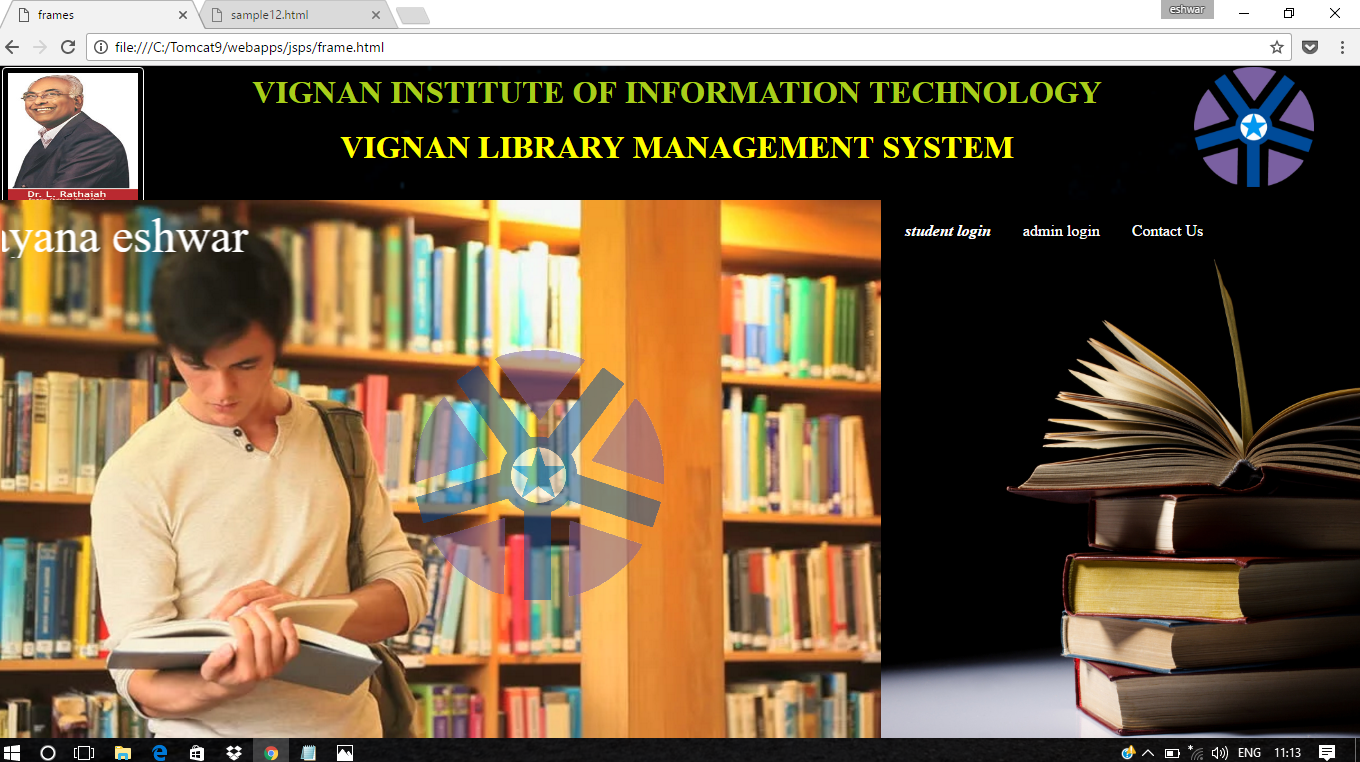 frames
sample12.html
eshwar
file:///C:/Tomcat9/webapps/jsps/frame.html
VIGNAN INSTITUTE OF INFORMATION TECHNOLOGY
VIGNAN LIBRARY MANAGEMENT SYSTEM
Dr. L. Rathaiah
ayana eshwar
student login admin login Contact Us
ENG 11:13